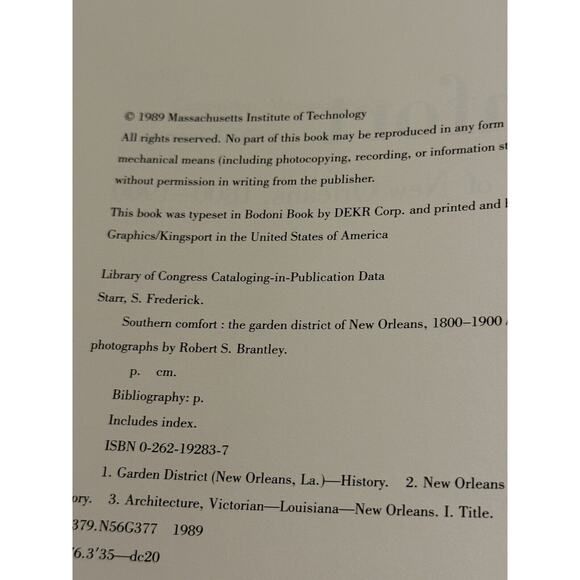 © 1989 Massachusetts Institute of Technology
All rights reserved. No part of this book may be reproduced in any form
mechanical means (including photocopying, recording, or information st
without permission in writing from the publisher.
This book was typeset in Bodoni Book by DEKR Corp. and printed and
Graphics/Kingsport in the United States of America
Library of Congress Cataloging-in-Publication Data
Starr, S. Frederick.
Southern comfort : the garden district of New Orleans, 1800–1900
photographs by Robert S. Brantley.
p. cm.
Bibliography: p.
Includes index.
ISBN 0-262-19283-7
1. Garden District (New Orleans, La.)—History. 2. New Orleans
ory. 3. Architecture, Victorian—Louisiana—New Orleans. I. Title.
379.N56G377 1989
6.3'35—dc20